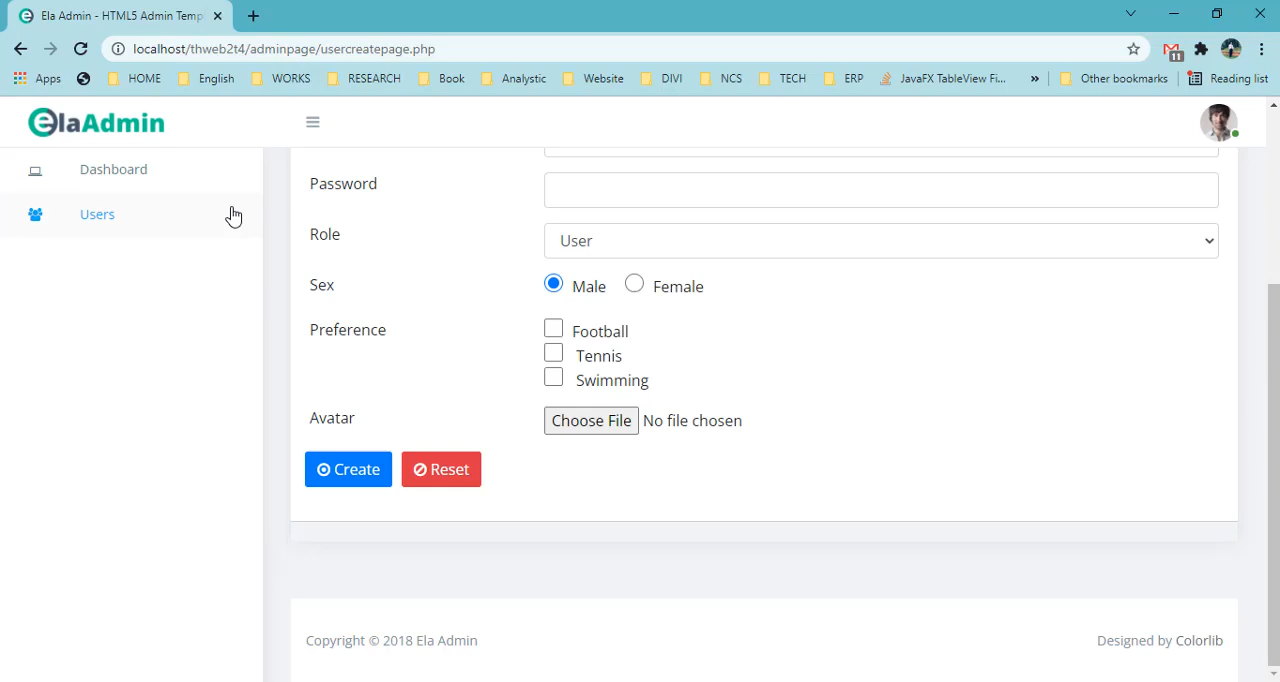 Ela Admin - HTML5 Admin Temp
localhost/thweb2t4/adminpage/usercreatepage.php
11
Apps HOME English WORKS RESEARCH Book Analystic Website DIVI NCS TECH ERP JavaFX TableView Fi... » Other bookmarks Reading list
elaAdmin
Dashboard
Users
Password
Role User
Sex Male Female
Preference Football
Tennis
Swimming
Avatar Choose File No file chosen
Create Reset
Copyright © 2018 Ela Admin Designed by Colorlib